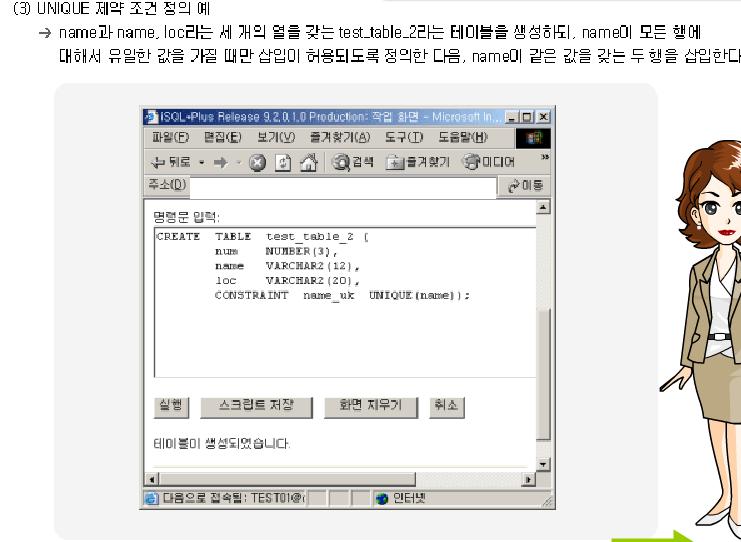 (3) UNIQUE 제약 조건 정의 예
→ name과 name, loc라는 세 개의 열을 갖는 test_table_2라는 테이블을 생성하되, name이 모든 행에
대해서 유일한 값을 가질 때만 삽입이 허용되도록 정의한 다음, name이 같은 값을 갖는 두 행을 삽입한다
iSQL*Plus Release 9.2.0.1.0 Production: 작업 화면 - Microsoft In...
파일(F) 편집(E) 보기(V) 즐겨찾기(A) 도구(T) 도움말(H)
뒤로 검색 즐겨찾기 미디어 »
주소(D) 이동
명령문 입력:
CREATE TABLE test_table_2 (
num NUMBER(3),
name VARCHAR2(12),
loc VARCHAR2(20),
CONSTRAINT name_uk UNIQUE(name));
실행 스크립트 저장 화면 지우기 취소
테이블이 생성되었습니다.
다음으로 접속됨: TEST01@ 인터넷